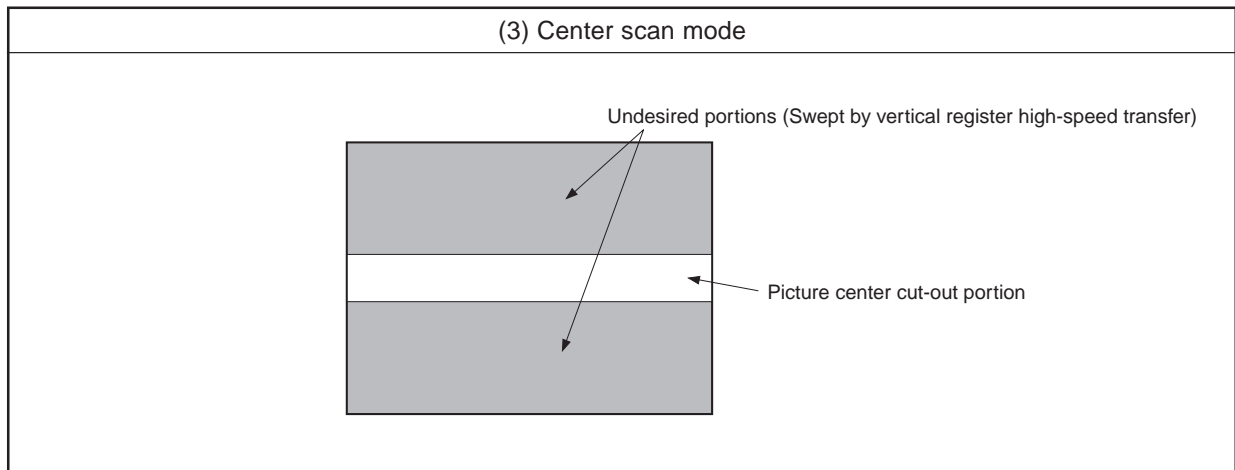 (3) Center scan mode
Undesired portions (Swept by vertical register high-speed transfer)
Picture center cut-out portion